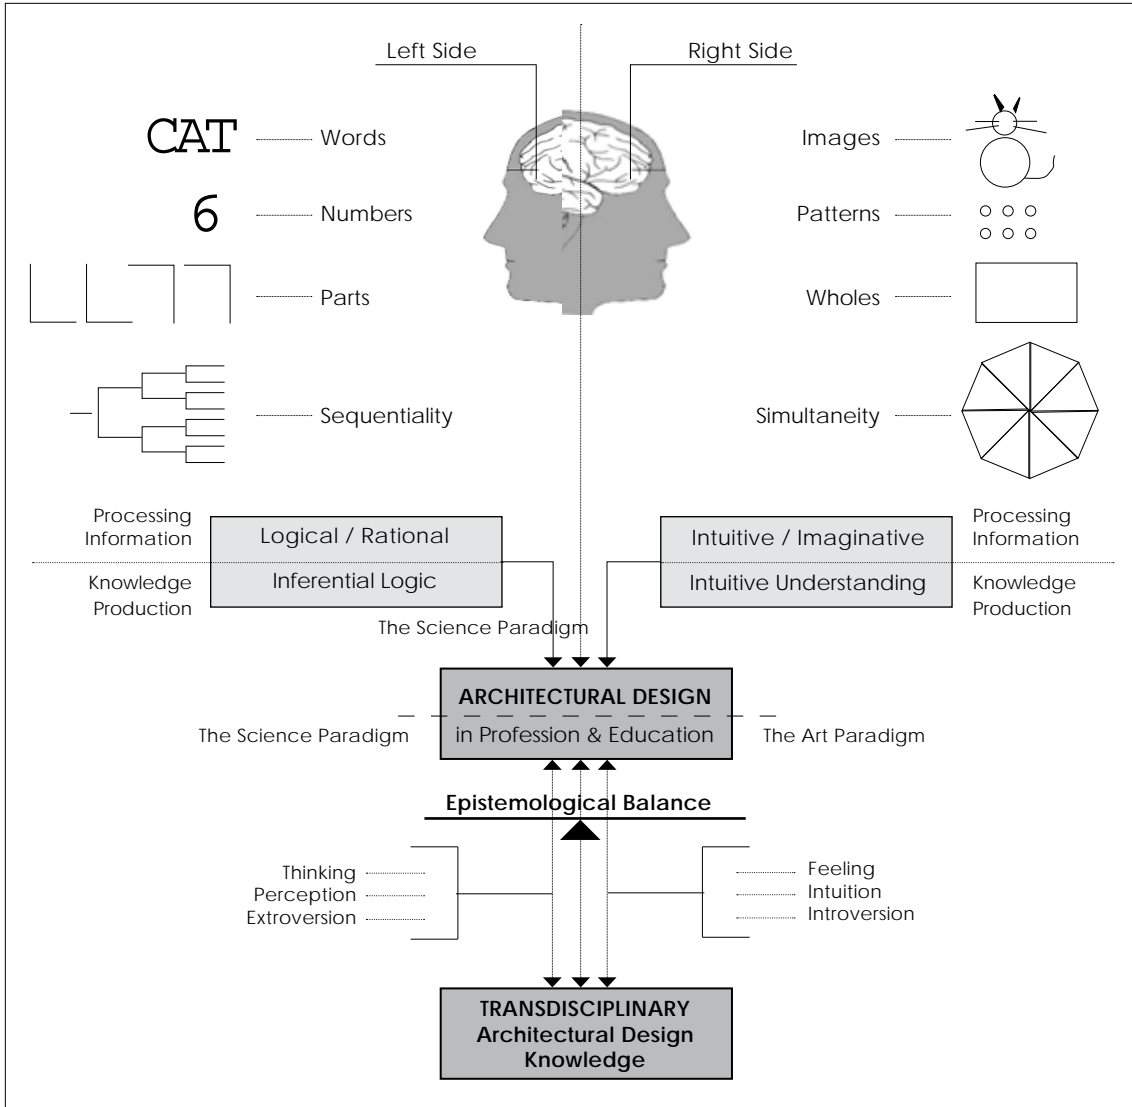 Left Side
Right Side
CAT
Words
Images
6
Numbers
Patterns
Parts
Wholes
Sequentiality
Simultaneity
Processing
Information
Logical / Rational
Intuitive / Imaginative
Processing
Information
Knowledge
Production
Inferential Logic
Intuitive Understanding
Knowledge
Production
The Science Paradigm
ARCHITECTURAL DESIGN
The Science Paradigm
in Profession & Education
The Art Paradigm
Epistemological Balance
Thinking
Perception
Extroversion
Feeling
Intuition
Introversion
TRANSDISCIPLINARY
Architectural Design
Knowledge